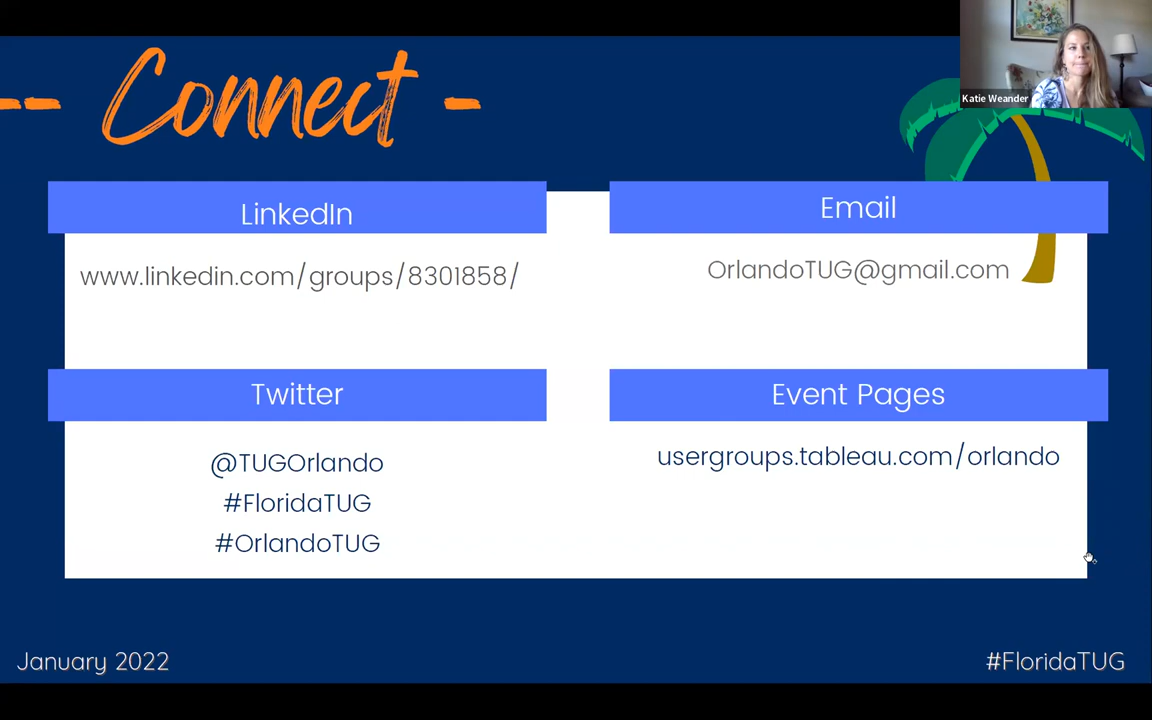 -- Connect -
Katie Weander
LinkedIn
www.linkedin.com/groups/8301858/
Email
OrlandoTUG@gmail.com
Twitter
@TUGOrlando
#FloridaTUG
#OrlandoTUG
Event Pages
usergroups.tableau.com/orlando
January 2022
#FloridaTUG